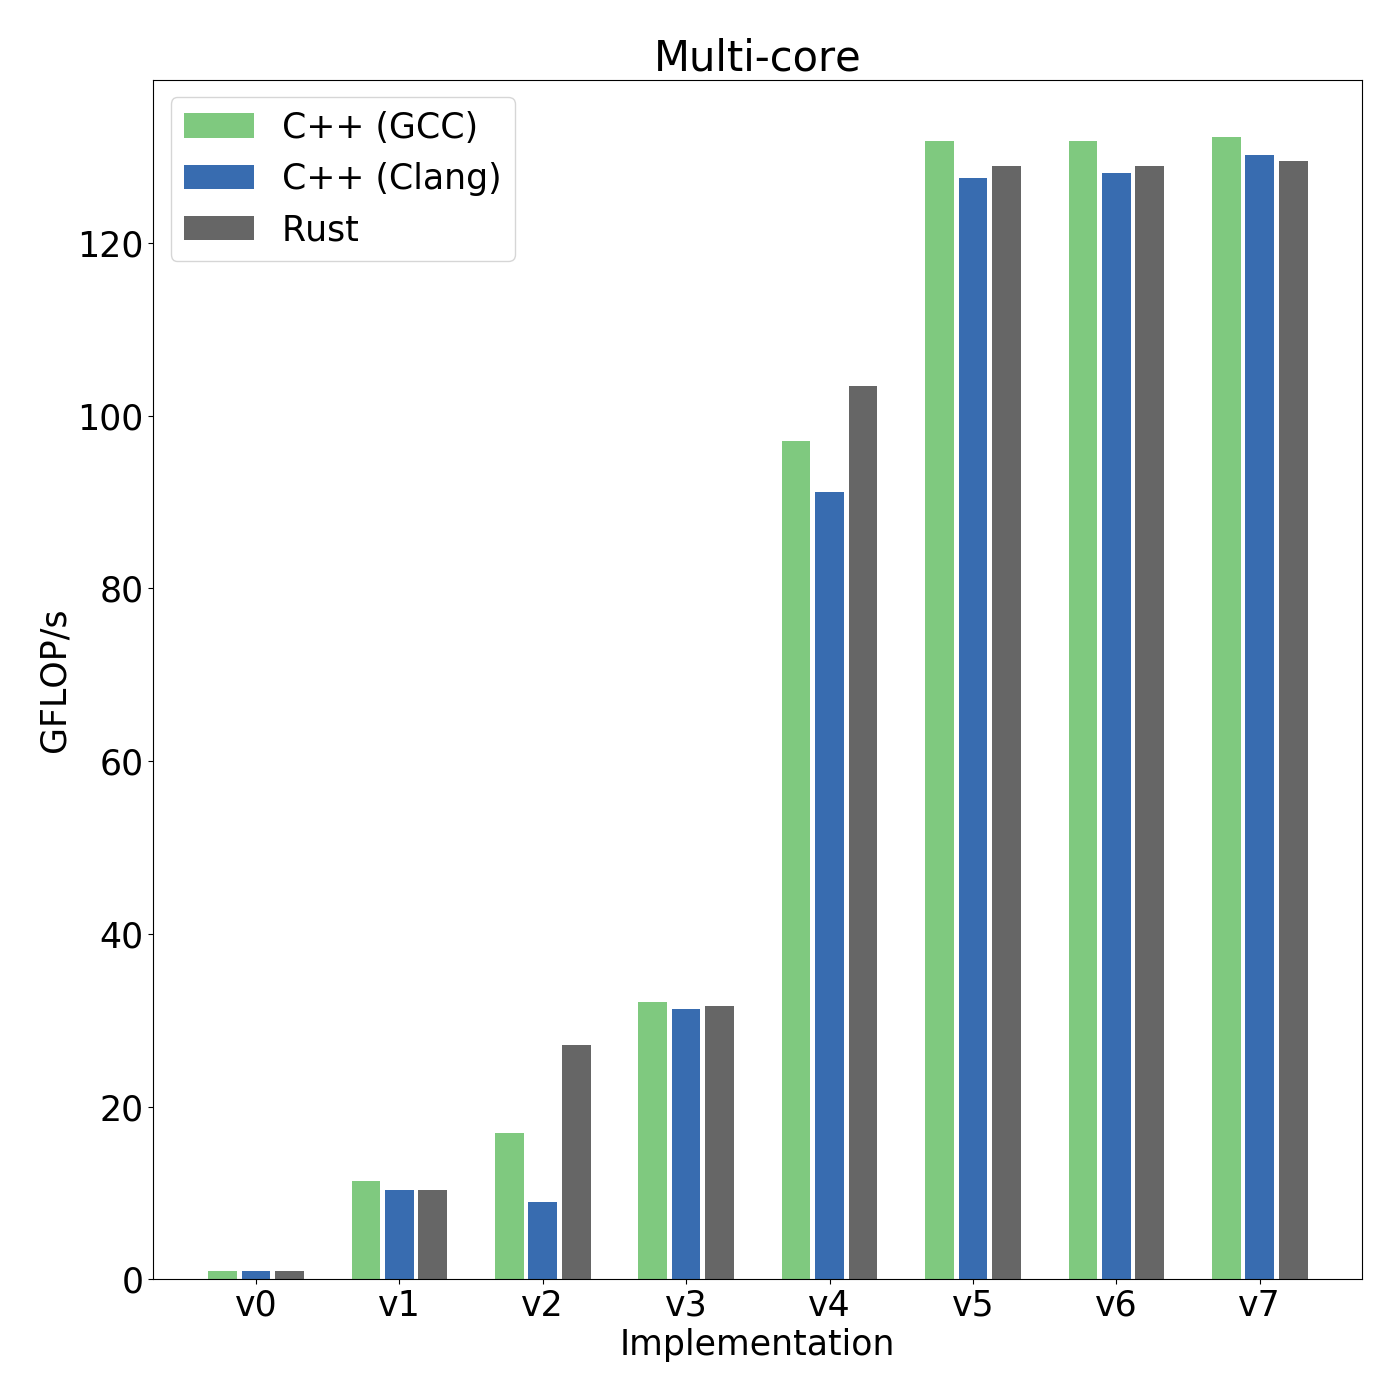 Multi-core
C++ (GCC)
C++ (Clang)
Rust
120
100
80
60
40
20
0
GFLOP/s
v0 v1 v2 v3 v4 v5 v6 v7
Implementation